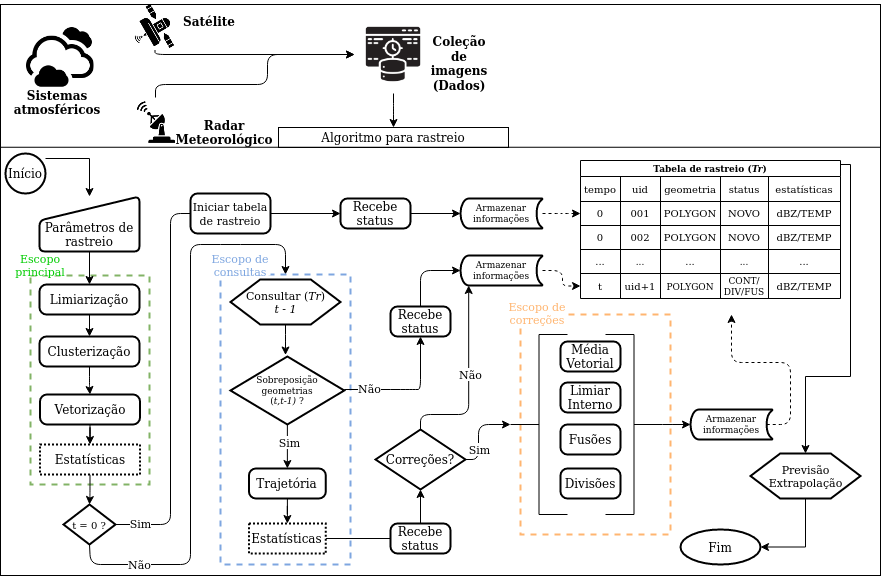 Satélite
Sistemas
atmosféricos
Radar
Meteorológico
Coleção
de
imagens
(Dados)
Algoritmo para rastreio
Início
Parâmetros de
rastreio
Escopo
principal
Limiarização
Clusterização
Vetorização
Estatísticas
t = 0 ?
Sim
Não
Iniciar tabela
de rastreio
Recebe
status
Armazenar
informações
Escopo de
consultas
Consultar (Tr)
t - 1
Sobreposição
geometrias
(t,t-1) ?
Não
Sim
Trajetória
Estatísticas
Recebe
status
Armazenar
informações
Recebe
status
Correções?
Não
Sim
Escopo de
correções
Média
Vetorial
Limiar
Interno
Fusões
Divisões
Armazenar
informações
Tabela de rastreio (Tr)
tempo uid geometria status estatísticas
0 001 POLYGON NOVO dBZ/TEMP
0 002 POLYGON NOVO dBZ/TEMP
... ... ... ... ...
t uid+1 POLYGON CONT/
DIV/FUS dBZ/TEMP
Previsão
Extrapolação
Fim